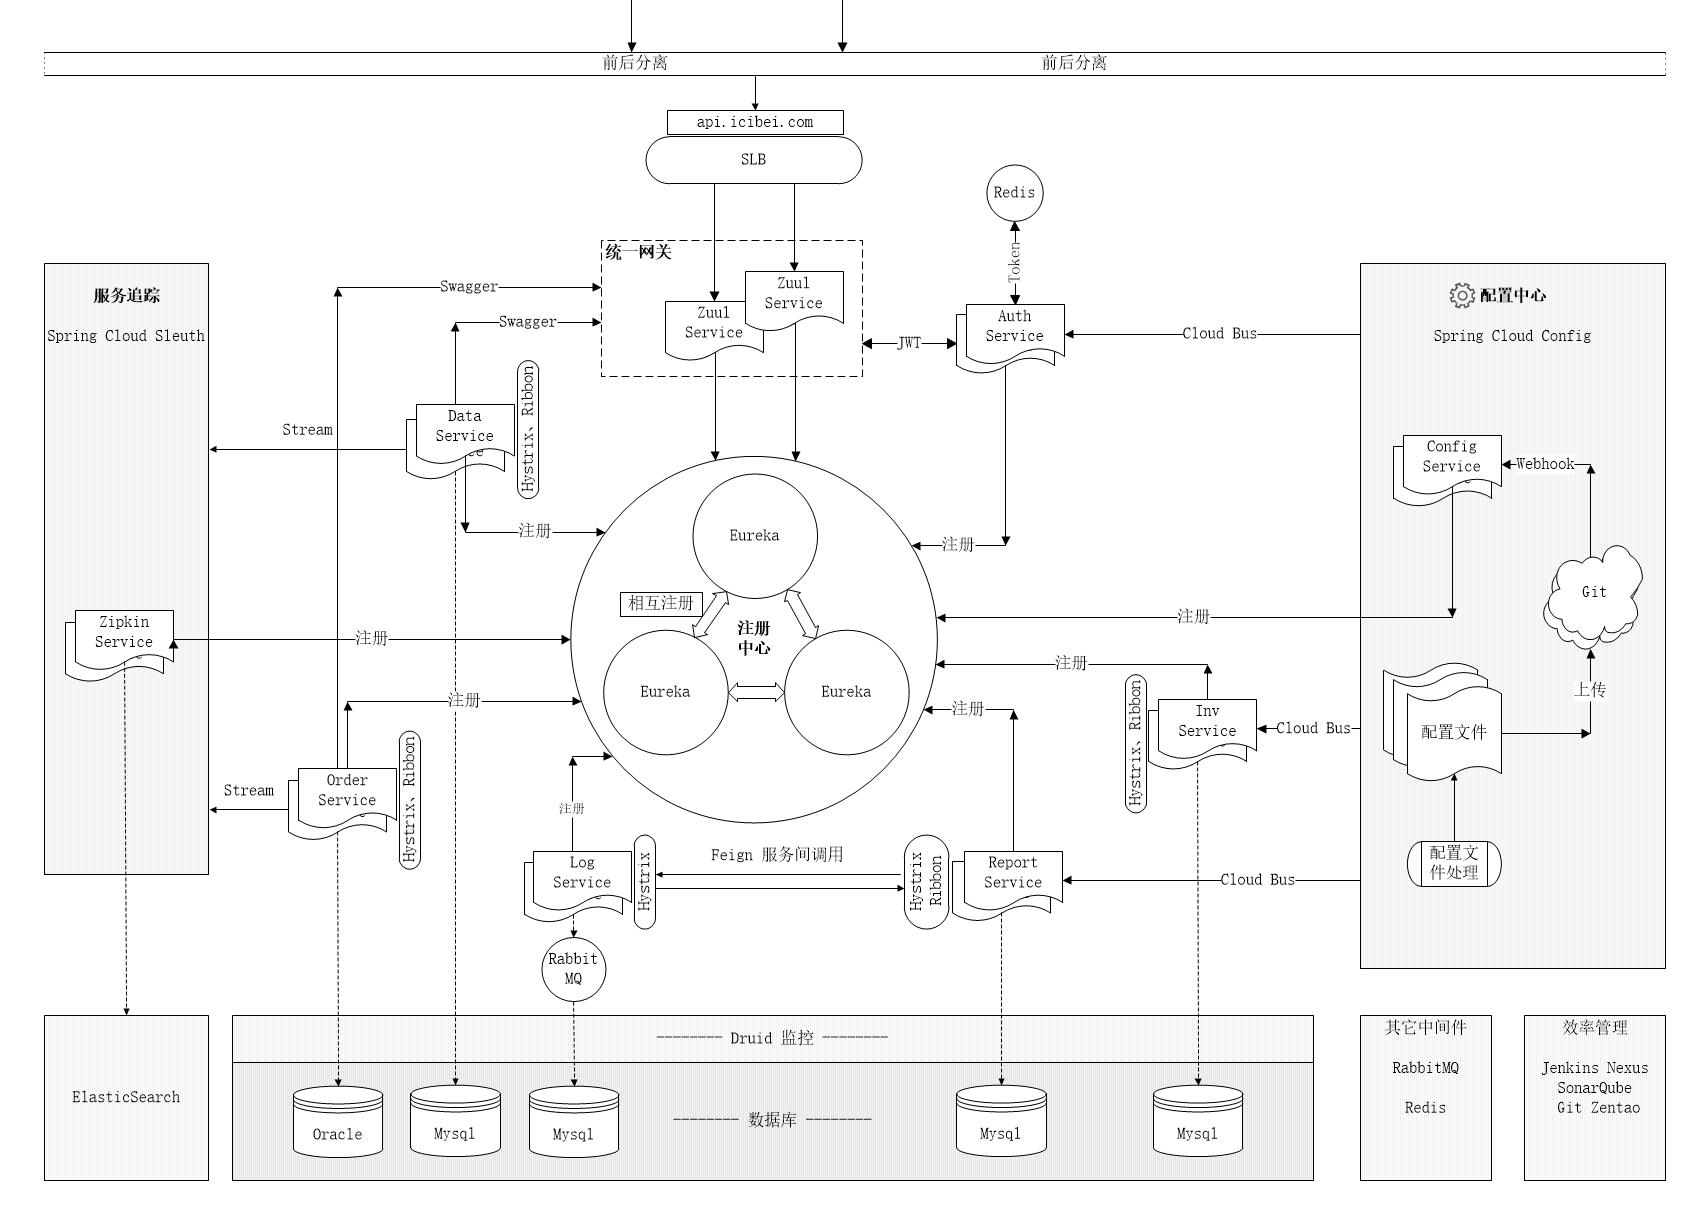 前后分离
前后分离
api.icibei.com
SLB
Redis
Token
统一网关
Zuul
Service
Zuul
Service
Swagger
Swagger
JWT
Auth
Service
Cloud Bus
服务追踪
Spring Cloud Sleuth
配置中心
Spring Cloud Config
Data
Service
Hystrix、Ribbon
Stream
注册
注册
Config
Service
Webhook
Git
上传
配置文件
配置文
件处理
Eureka
相互注册
注册
中心
Eureka
Eureka
Zipkin
Service
注册
注册
注册
注册
注册
Hystrix、Ribbon
Inv
Service
Cloud Bus
Order
Service
Hystrix、Ribbon
Stream
注册
Log
Service
Hystrix
Feign 服务间调用
Hystrix
Ribbon
Report
Service
Cloud Bus
Rabbit
MQ
ElasticSearch
-------- Druid 监控 --------
-------- 数据库 --------
Oracle
Mysql
Mysql
Mysql
Mysql
其它中间件
RabbitMQ
Redis
效率管理
Jenkins Nexus
SonarQube
Git Zentao